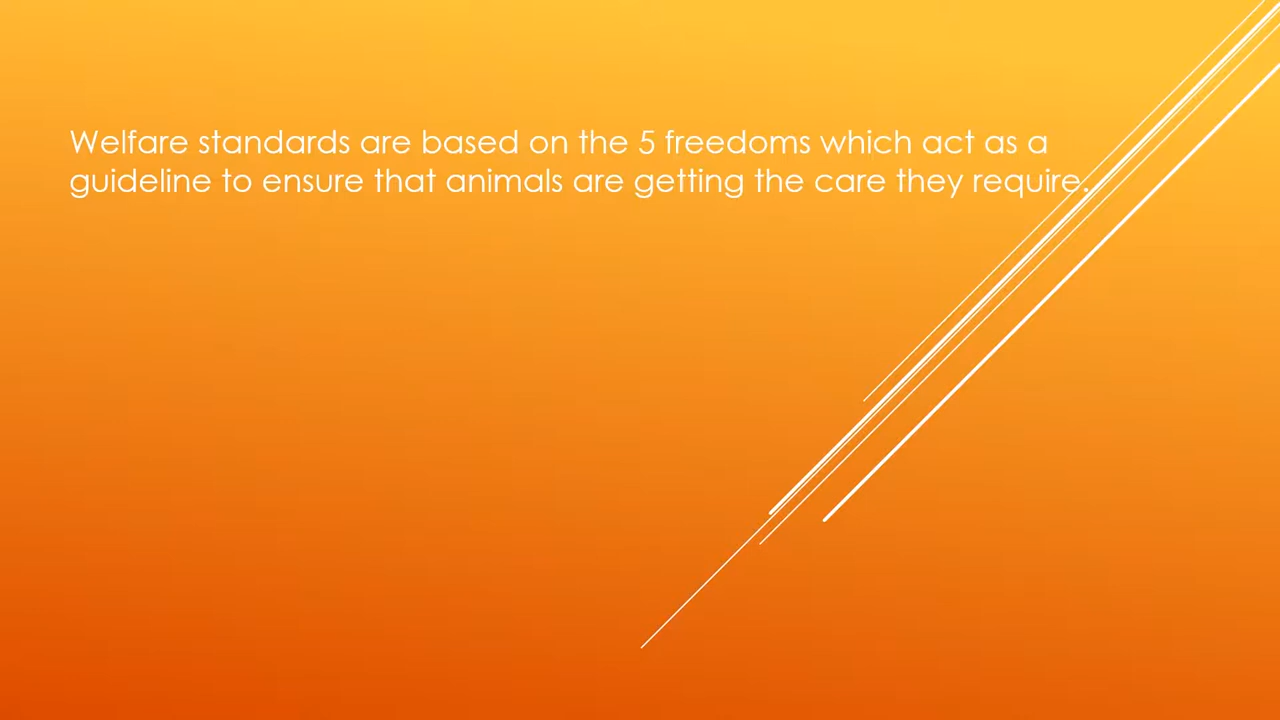 Welfare standards are based on the 5 freedoms which act as a
guideline to ensure that animals are getting the care they require.